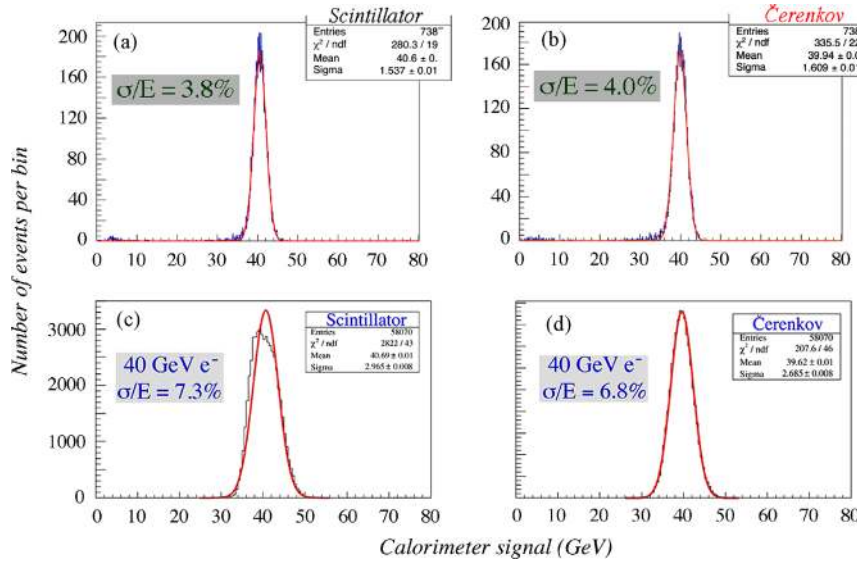 Scintillator
Entries 738
χ² / ndf 280.3 / 19
Mean 40.6 ± 0.
Sigma 1.537 ± 0.01
(a)
σ/E = 3.8%
200
160
120
80
40
0
0 10 20 30 40 50 60 70 80
Čerenkov
Entries 738
χ² / ndf 335.5 / 22
Mean 39.94 ± 0.0
Sigma 1.609 ± 0.01
(b)
σ/E = 4.0%
200
160
120
80
40
0
0 10 20 30 40 50 60 70 80
Number of events per bin
(c)
Scintillator
Entries 58070
χ² / ndf 2822 / 43
Mean 40.69 ± 0.01
Sigma 2.965 ± 0.008
40 GeV e⁻
σ/E = 7.3%
3000
2000
1000
0
0 10 20 30 40 50 60 70 80
(d)
Čerenkov
Entries 58070
χ² / ndf 207.6 / 46
Mean 39.62 ± 0.01
Sigma 2.685 ± 0.008
40 GeV e⁻
σ/E = 6.8%
0 10 20 30 40 50 60 70 80
Calorimeter signal (GeV)